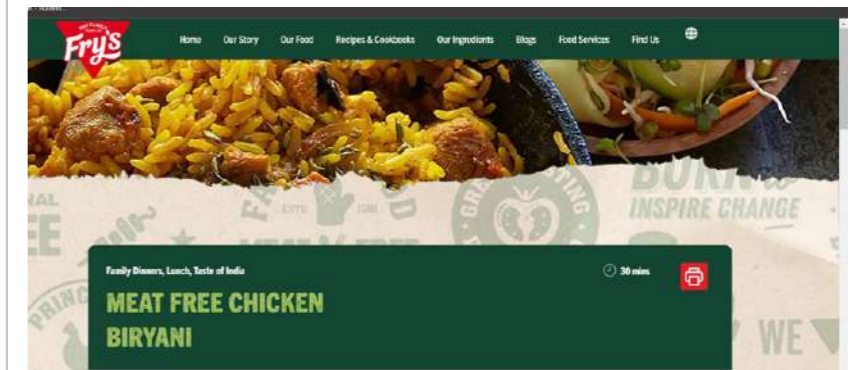 Fry's
Home Our Story Our Food Recipes & Cookbooks Our Ingredients Blogs Food Services Find Us
BORN
INSPIRE CHANGE
Family Dinners, Lunch, Taste of India
30 mins
MEAT FREE CHICKEN
BIRYANI
WE